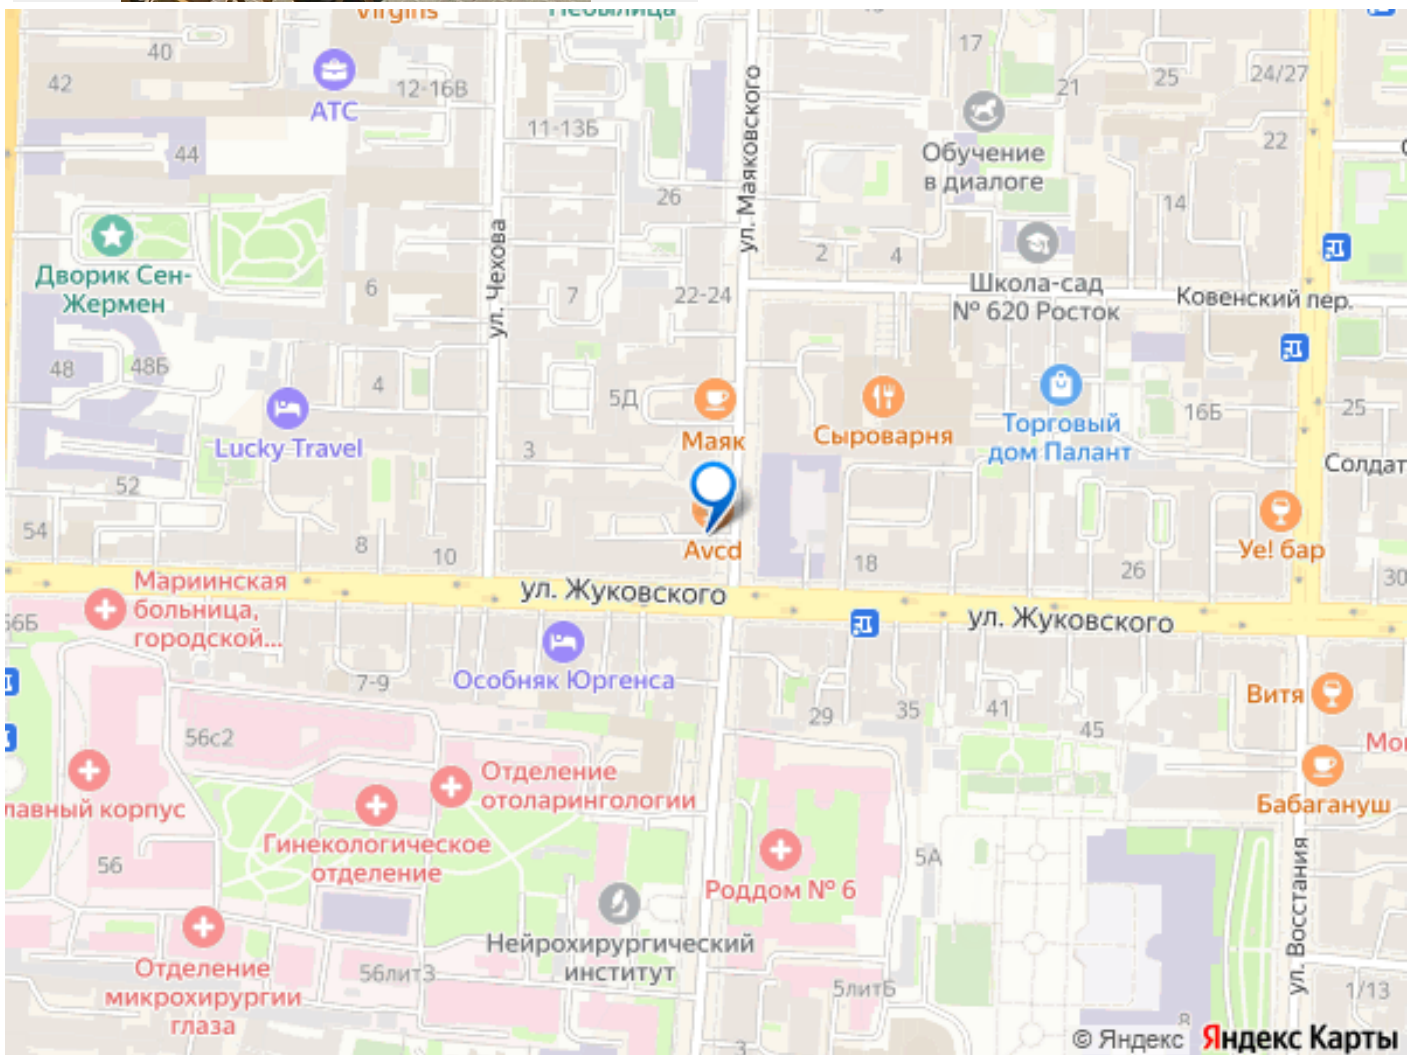 Virgins
Небылица
40
42
АТС
12-16В
17
21
25
24/27
11-13Б
44
22
Обучение
в диалоге
26
ул. Маяковского
14
Дворик Сен-
Жермен
ул. Чехова
2
4
Школа-сад
№ 620 Росток
Ковенский пер.
6
7
22-24
48
48Б
4
5Д
Маяк
Сыроварня
Торговый
дом Палант
16Б
25
Lucky Travel
3
Солдат
52
54
8
10
Avcd
18
26
Уе! бар
30
Мариинская
больница,
городской...
ул. Жуковского
ул. Жуковского
56Б
Особняк Юргенса
7-9
29
35
41
45
Витя
56с2
Мог
Отделение
отоларингологии
лавный корпус
Бабагануш
Гинекологическое
отделение
56
5А
Роддом № 6
ул. Восстания
Нейрохирургический
институт
Отделение
микрохирургии
глаза
56лит3
5литБ
1/13
Я
3
© Яндекс Яндекс Карты